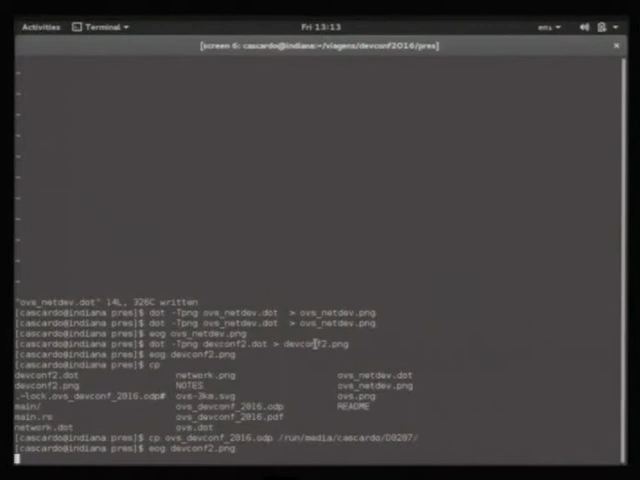 Activities Terminal Fri 13:13 en₁
[screen 6: cascardo@indiana:~/viagens/devconf2016/pres] ×
~
~
~
~
~
~
~
~
~
~
~
"ovs_netdev.dot" 14L, 326C written
[cascardo@indiana pres]$ dot -Tpng ovs_netdev.dot > ovs_netdev.png
[cascardo@indiana pres]$ dot -Tpng ovs_netdev.dot > ovs_netdev.png
[cascardo@indiana pres]$ eog ovs_netdev.png
[cascardo@indiana pres]$ dot -Tpng devconf2.dot > devconf2.png
[cascardo@indiana pres]$ eog devconf2.png
[cascardo@indiana pres]$ cp
devconf2.dot network.png ovs_netdev.dot
devconf2.png NOTES ovs_netdev.png
.~lock.ovs_devconf_2016.odp# ovs-3km.svg ovs.png
main/ ovs_devconf_2016.odp README
main.rs ovs_devconf_2016.pdf
network.dot ovs.dot
[cascardo@indiana pres]$ cp ovs_devconf_2016.odp /run/media/cascardo/D0207/
[cascardo@indiana pres]$ eog devconf2.png